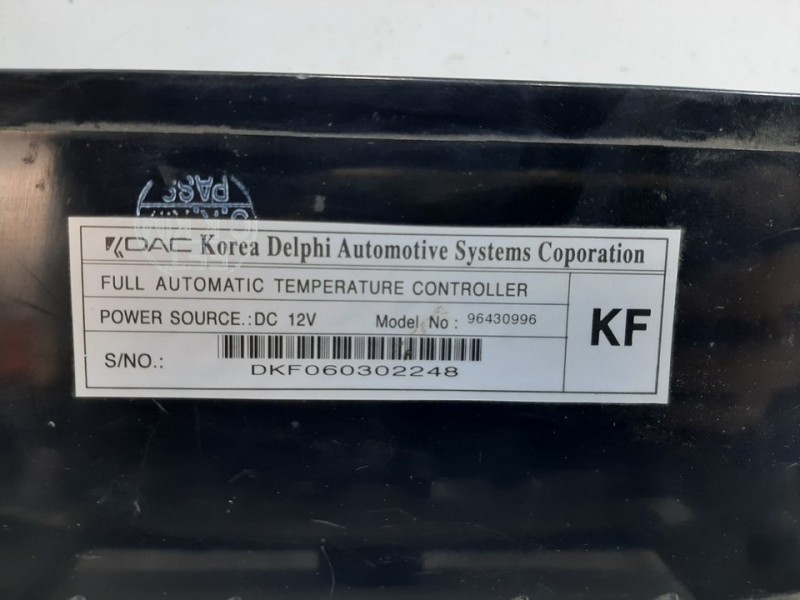 PASS
KDAC Korea Delphi Automotive Systems Coporation
FULL AUTOMATIC TEMPERATURE CONTROLLER
POWER SOURCE.:DC 12V Model No : 96430996
KF
S/NO.:
DKF060302248